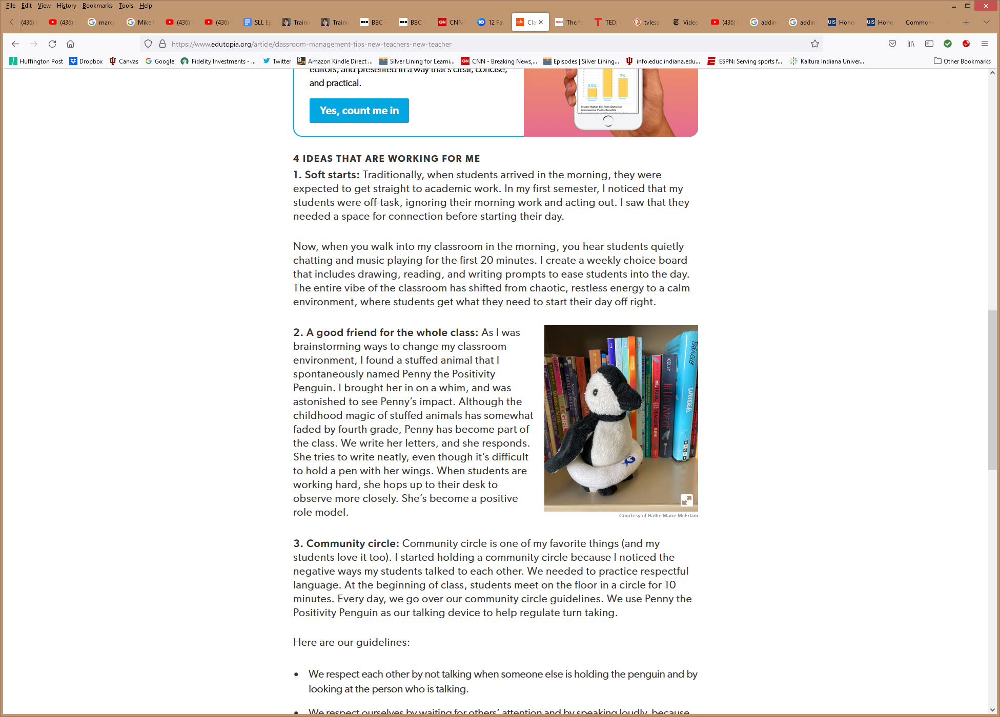 File Edit View History Bookmarks Tools Help
(436) (436) marcy Mike (436) (436) SLL Ep Trainin Trainin BBC - BBC - CNN 12 Fav Cla The fo TED: tvless Video (436) addin addin Hono Hono Common
https://www.edutopia.org/article/classroom-management-tips-new-teachers-new-teacher
Huffington Post Dropbox Canvas Google Fidelity Investments - ... Twitter Amazon Kindle Direct ... Silver Lining for Learni... CNN - Breaking News,... Episodes | Silver Lining... info.educ.indiana.edu... ESPN: Serving sports f... Kaltura Indiana Univer... Other Bookmarks
editors, and presented in a way that's clear, concise,
and practical.
Yes, count me in
3.5% 7%
Inside Higher Ed: Test-Optional
Admissions Yields Benefits
4 IDEAS THAT ARE WORKING FOR ME
1. Soft starts: Traditionally, when students arrived in the morning, they were
expected to get straight to academic work. In my first semester, I noticed that my
students were off-task, ignoring their morning work and acting out. I saw that they
needed a space for connection before starting their day.
Now, when you walk into my classroom in the morning, you hear students quietly
chatting and music playing for the first 20 minutes. I create a weekly choice board
that includes drawing, reading, and writing prompts to ease students into the day.
The entire vibe of the classroom has shifted from chaotic, restless energy to a calm
environment, where students get what they need to start their day off right.
2. A good friend for the whole class: As I was
brainstorming ways to change my classroom
environment, I found a stuffed animal that I
spontaneously named Penny the Positivity
Penguin. I brought her in on a whim, and was
astonished to see Penny's impact. Although the
childhood magic of stuffed animals has somewhat
faded by fourth grade, Penny has become part of
the class. We write her letters, and she responds.
She tries to write neatly, even though it's difficult
to hold a pen with her wings. When students are
working hard, she hops up to their desk to
observe more closely. She's become a positive
role model.
KELLY
HELLO UNIVERSE
Palacio
wonder
KNOPF
Courtesy of Hallie Marie McErlain
3. Community circle: Community circle is one of my favorite things (and my
students love it too). I started holding a community circle because I noticed the
negative ways my students talked to each other. We needed to practice respectful
language. At the beginning of class, students meet on the floor in a circle for 10
minutes. Every day, we go over our community circle guidelines. We use Penny the
Positivity Penguin as our talking device to help regulate turn taking.
Here are our guidelines:
• We respect each other by not talking when someone else is holding the penguin and by
looking at the person who is talking.
• We respect ourselves by waiting for others' attention and by speaking loudly, because